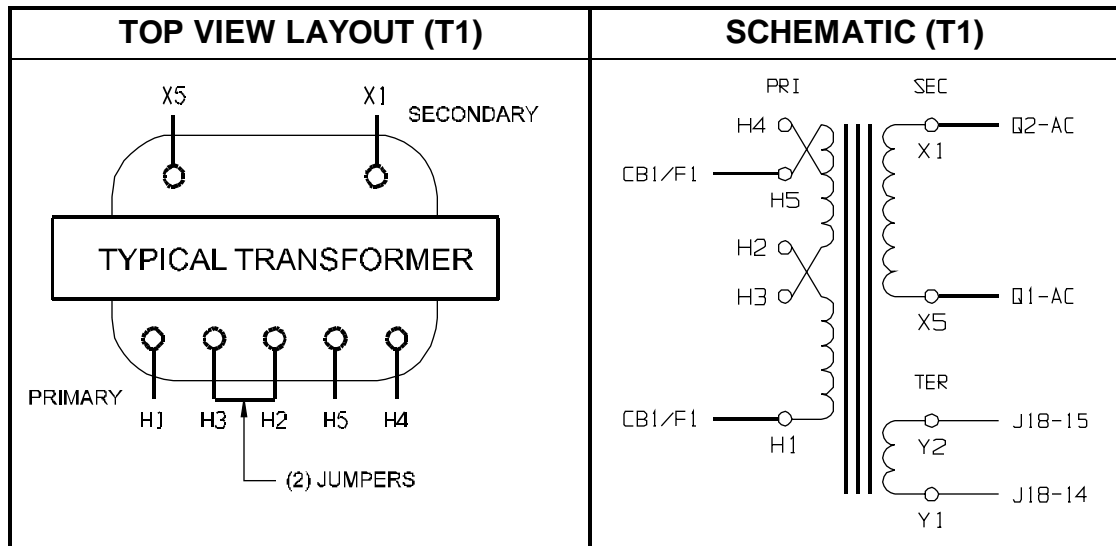 TOP VIEW LAYOUT (T1)
X5 X1
SECONDARY
TYPICAL TRANSFORMER
PRIMARY
H1 H3 H2 H5 H4
(2) JUMPERS
SCHEMATIC (T1)
PRI SEC
H4
Q2-AC
X1
CB1/F1
H5
H2
H3
Q1-AC
X5
TER
CB1/F1
H1
J18-15
Y2
J18-14
Y1